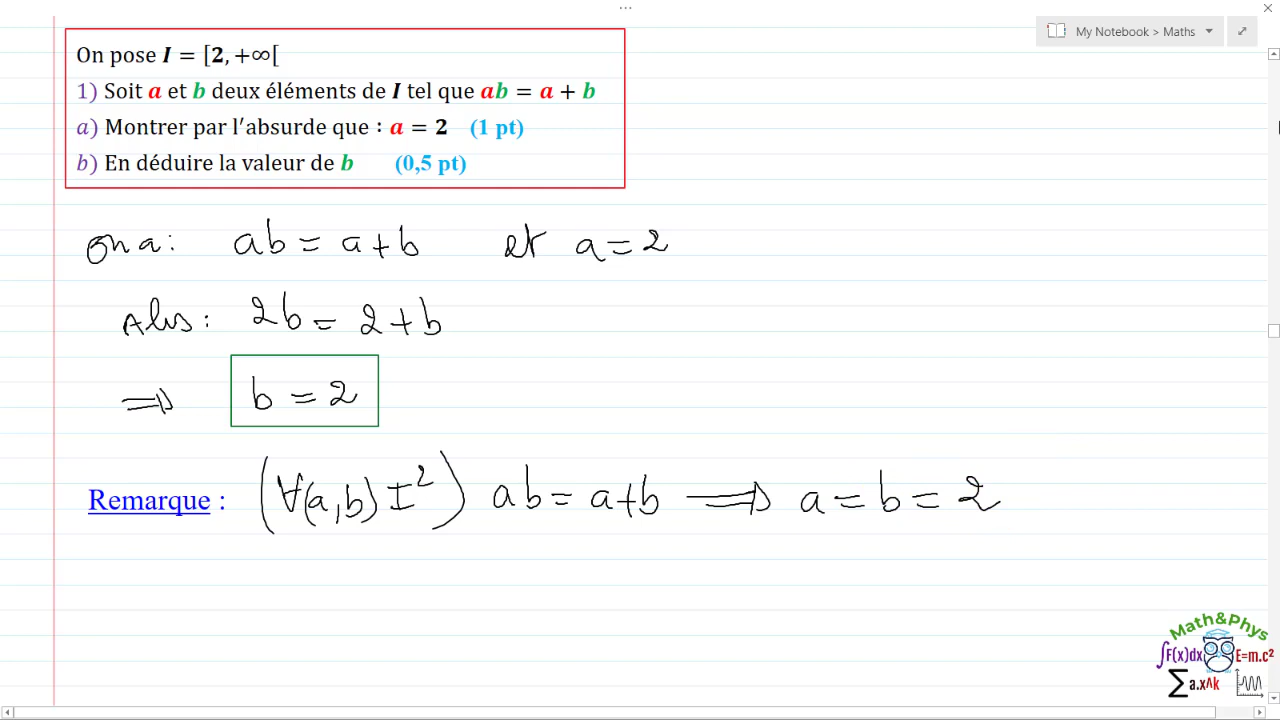 ...
My Notebook > Maths
On pose I = [2, +∞[
1) Soit a et b deux éléments de I tel que ab = a + b
a) Montrer par l′absurde que : a = 2 (1 pt)
b) En déduire la valeur de b (0,5 pt)
on a : ab = a + b et a = 2
Alors : 2b = 2 + b
⟹ b = 2
Remarque : (∀(a,b) I²) ab = a+b ⟹ a = b = 2
Math&Phys
∫F(x)dx E=m.c²
∑ a.x^k